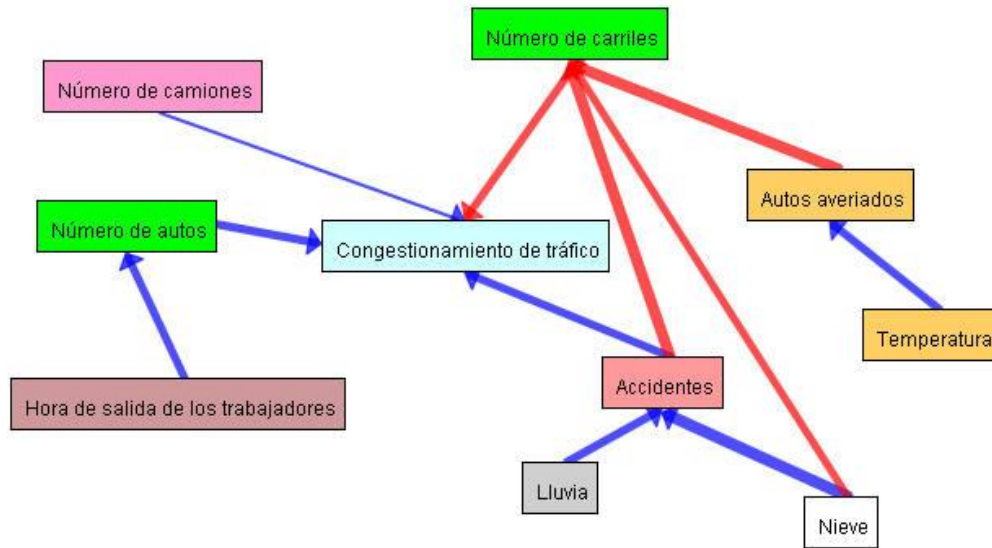 Número de carriles
Número de camiones
Autos averiados
Número de autos
Congestionamiento de tráfico
Temperatura
Accidentes
Hora de salida de los trabajadores
Lluvia
Nieve